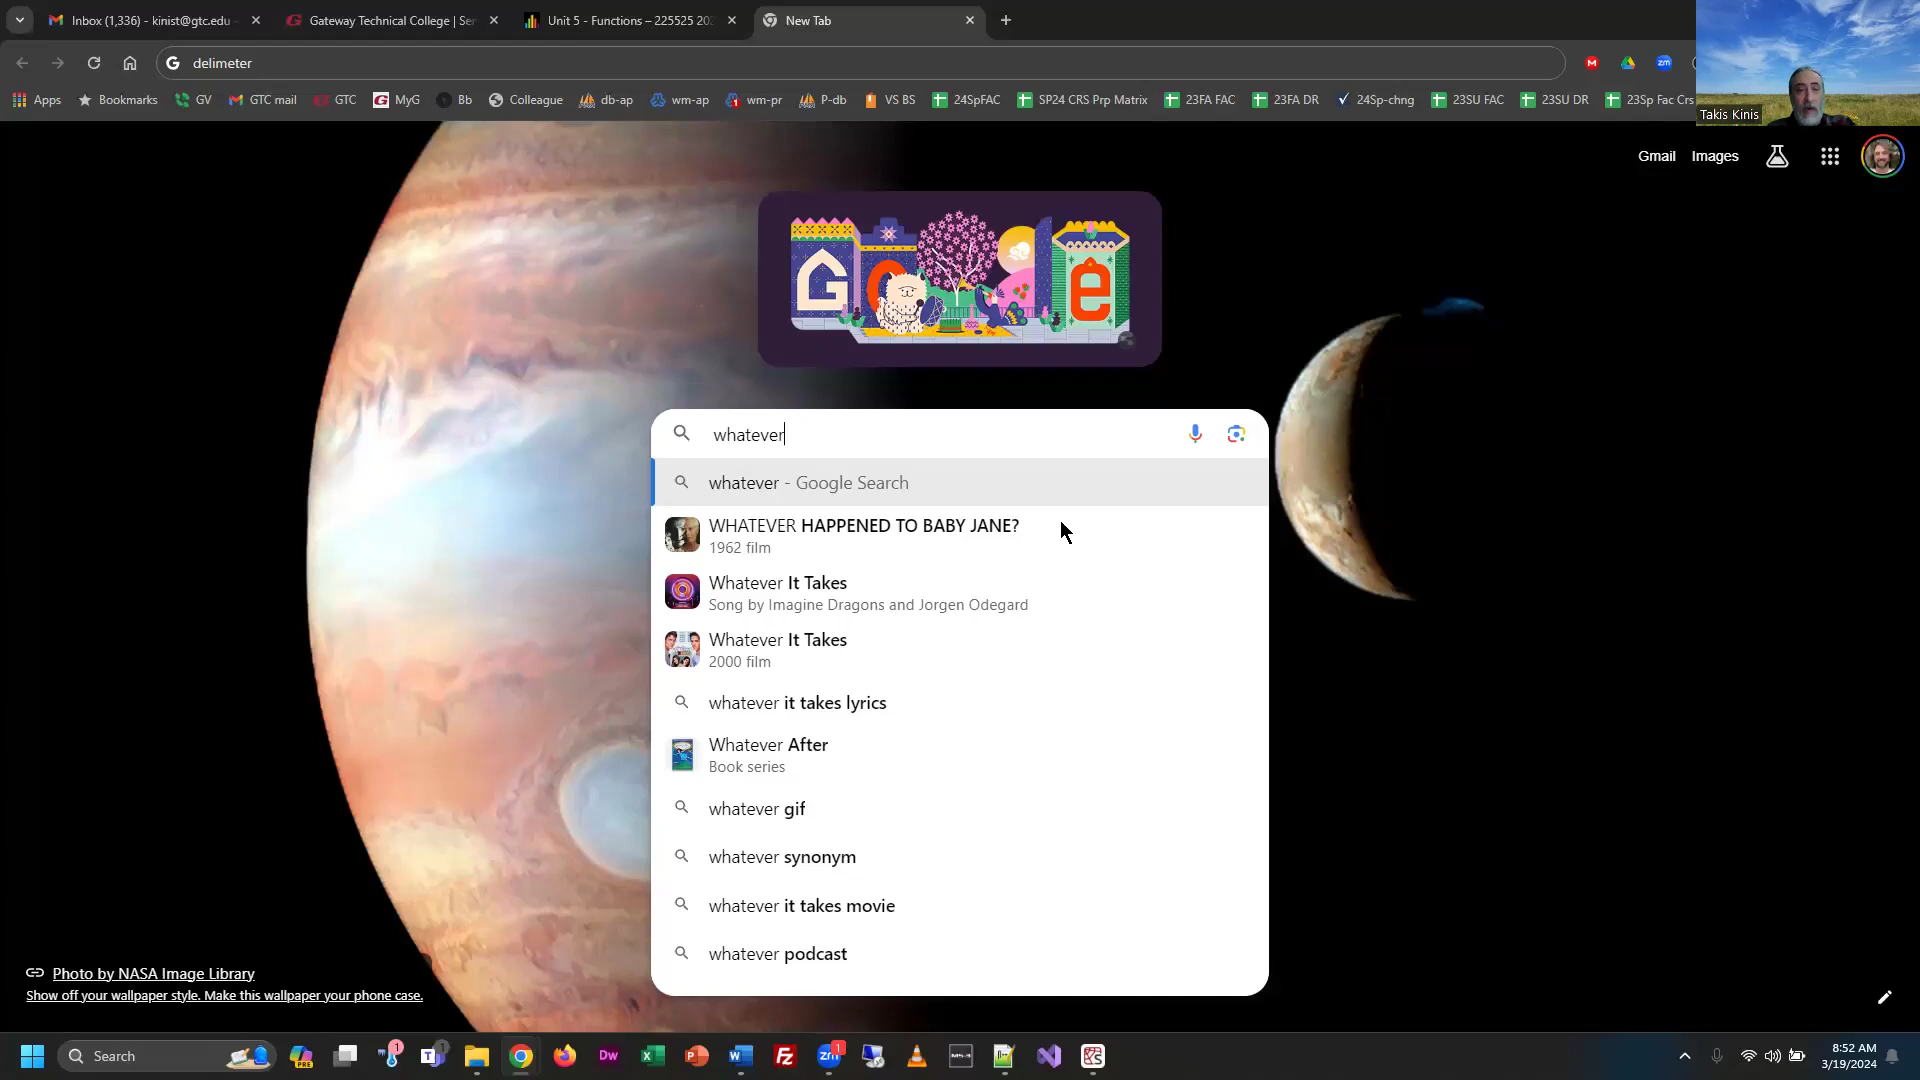 Inbox (1,336) - kinist@gtc.edu
Gateway Technical College | Ser
Unit 5 - Functions – 225525 202
New Tab
delimeter
Apps
Bookmarks
GV
GTC mail
GTC
MyG
Bb
Colleague
db-ap
wm-ap
wm-pr
P-db
VS BS
24SpFAC
SP24 CRS Prp Matrix
23FA FAC
23FA DR
24Sp-chng
23SU FAC
23SU DR
23Sp Fac Crs
Takis Kinis
Gmail
Images
G
e
whatever
whatever - Google Search
WHATEVER HAPPENED TO BABY JANE?
1962 film
Whatever It Takes
Song by Imagine Dragons and Jorgen Odegard
Whatever It Takes
2000 film
whatever it takes lyrics
Whatever After
Book series
whatever gif
whatever synonym
whatever it takes movie
whatever podcast
Photo by NASA Image Library
Show off your wallpaper style. Make this wallpaper your phone case.
Search
PRE
1
1
Dw
1
8:52 AM
3/19/2024